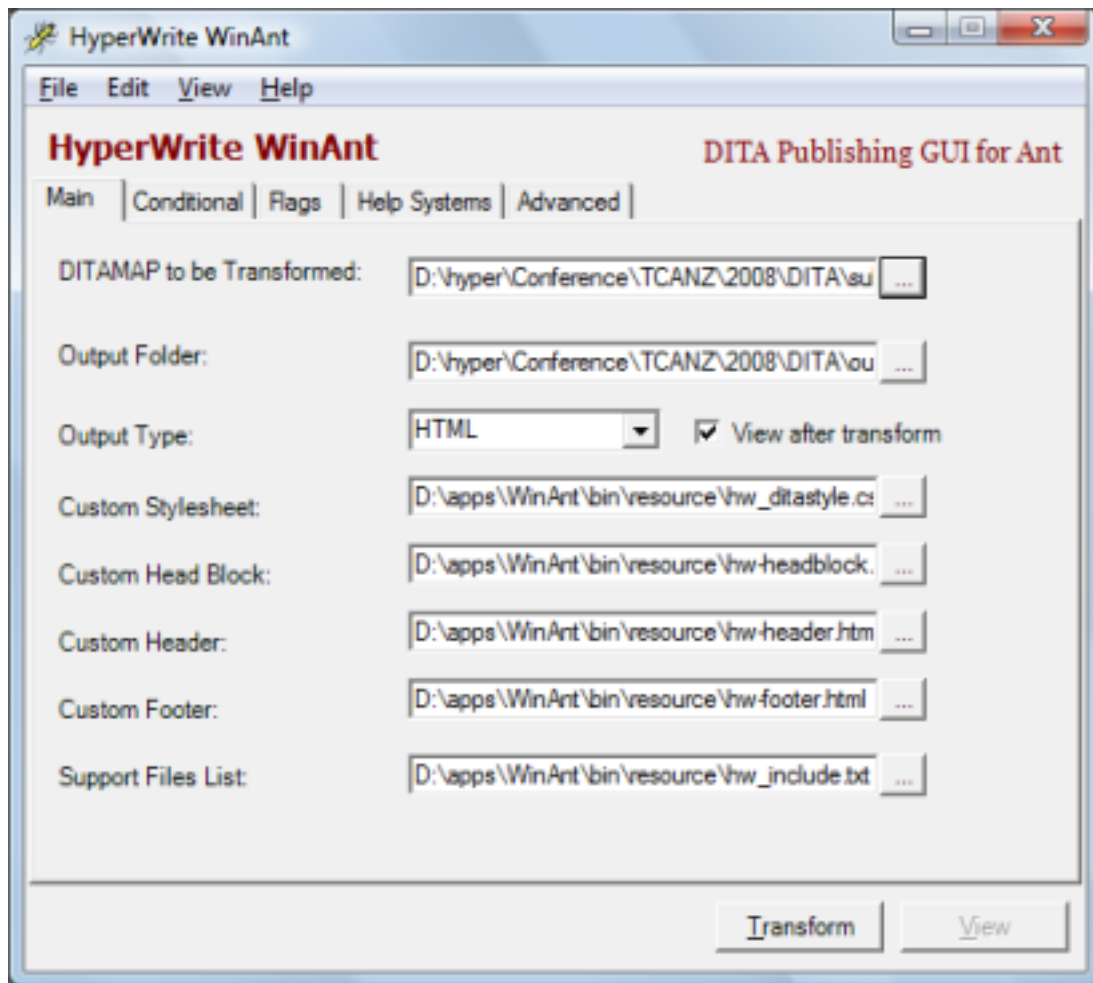 HyperWrite WinAnt
File Edit View Help
HyperWrite WinAnt DITA Publishing GUI for Ant
Main Conditional Flags Help Systems Advanced
DITAMAP to be Transformed: D:\hyper\Conference\TCANZ\2008\DITA\su ...
Output Folder: D:\hyper\Conference\TCANZ\2008\DITA\ou ...
Output Type: HTML View after transform
Custom Stylesheet: D:\apps\WinAnt\bin\resource\hw_ditastyle.cs ...
Custom Head Block: D:\apps\WinAnt\bin\resource\hw-headblock. ...
Custom Header: D:\apps\WinAnt\bin\resource\hw-header.htm ...
Custom Footer: D:\apps\WinAnt\bin\resource\hw-footer.html ...
Support Files List: D:\apps\WinAnt\bin\resource\hw_include.txt ...
Transform View